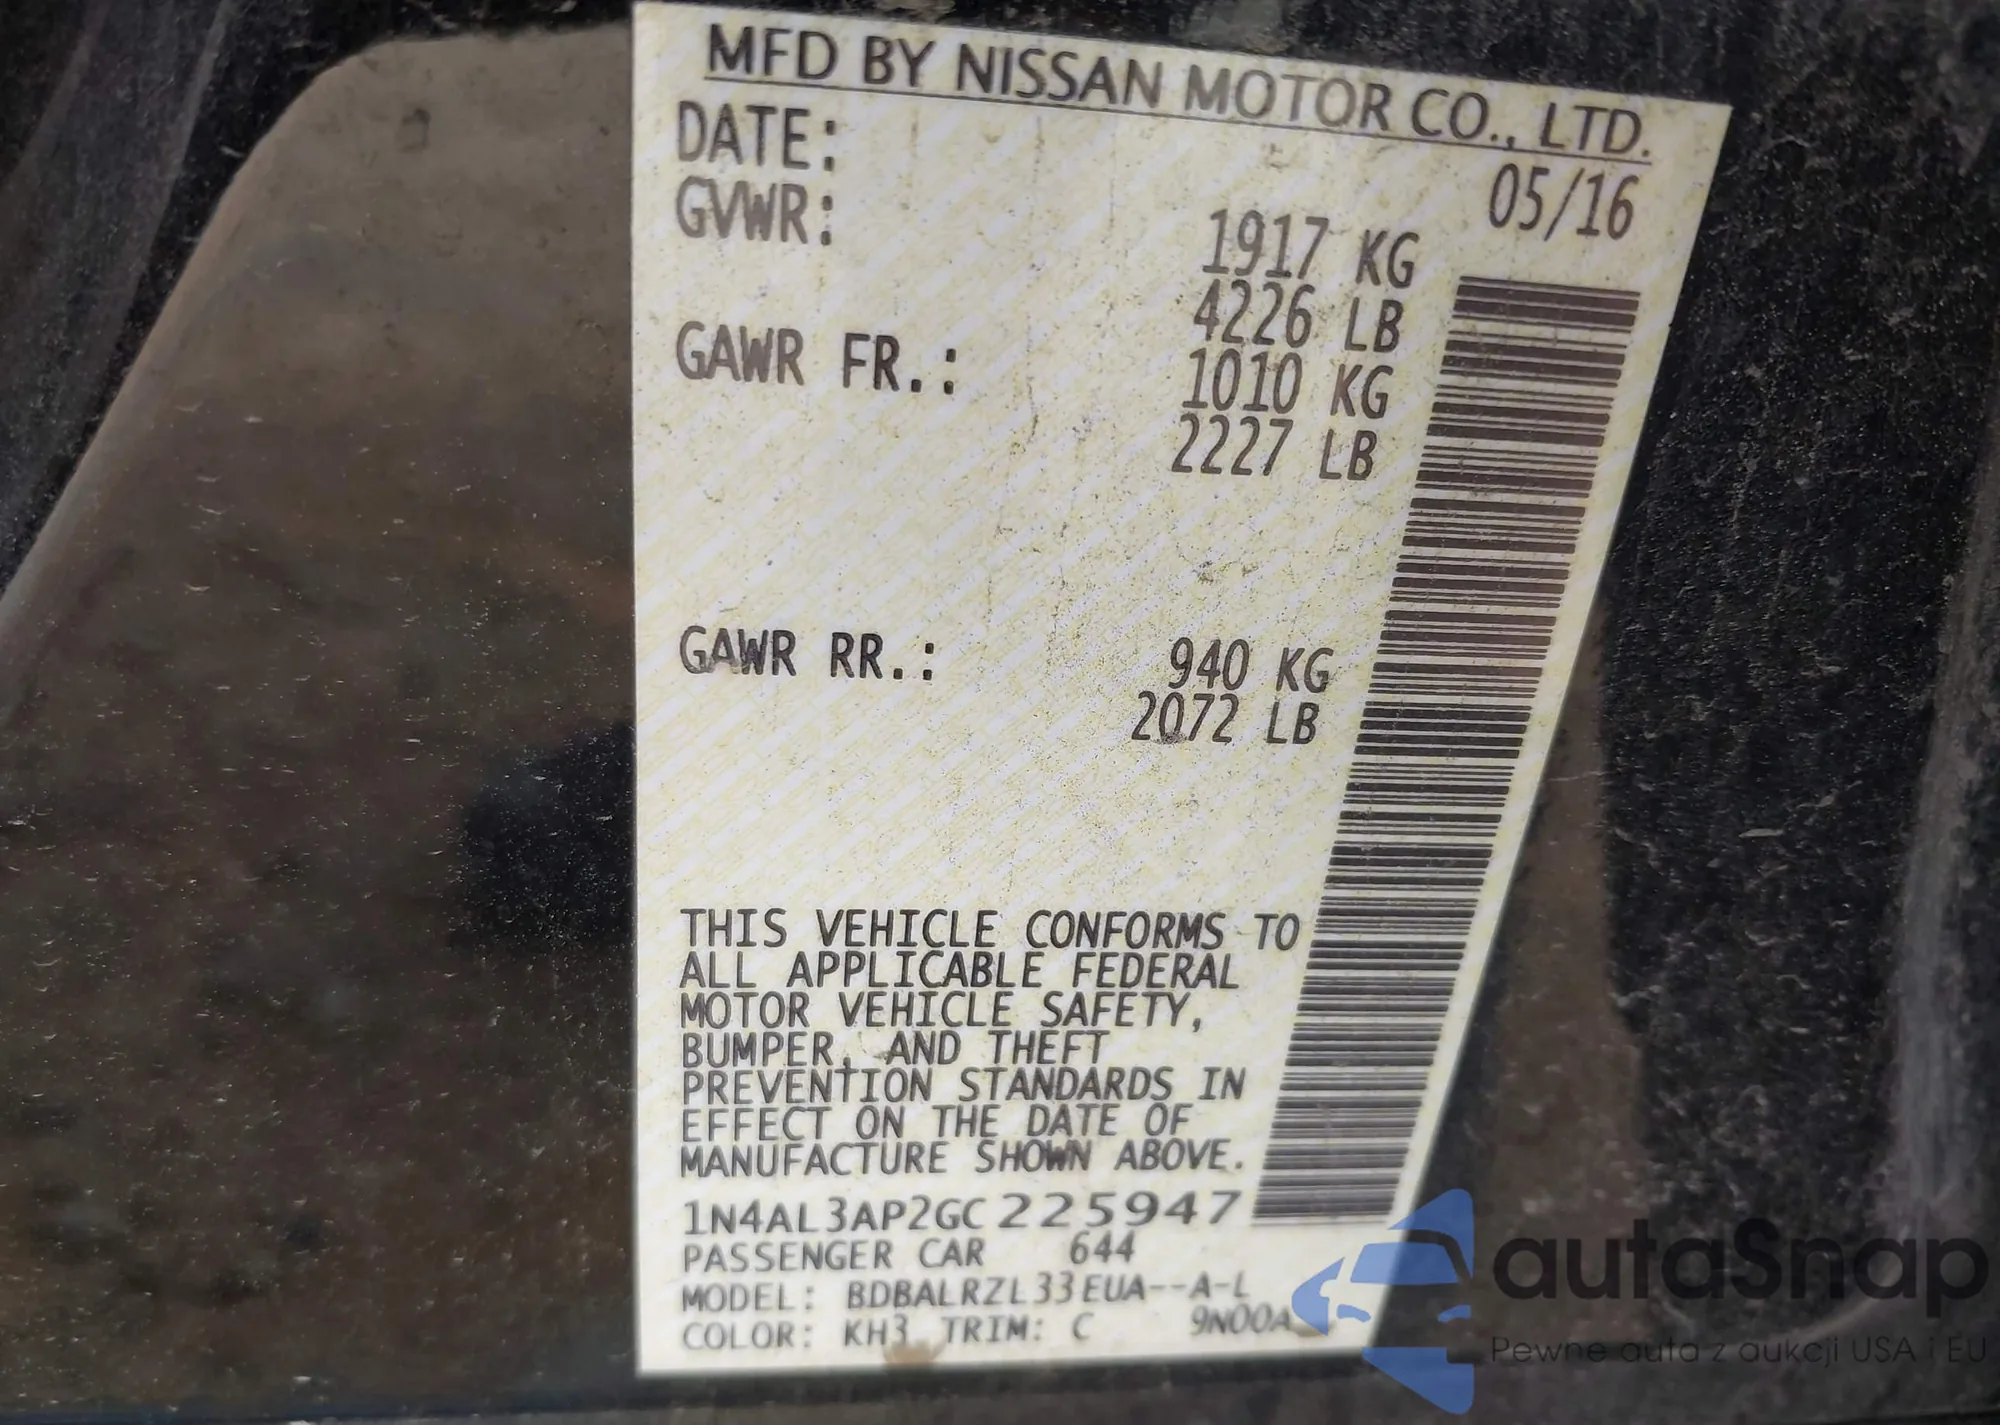 MFD BY NISSAN MOTOR CO., LTD.
DATE: 05/16
GVWR: 1917 KG
4226 LB
GAWR FR.: 1010 KG
2227 LB
GAWR RR.: 940 KG
2072 LB
THIS VEHICLE CONFORMS TO
ALL APPLICABLE FEDERAL
MOTOR VEHICLE SAFETY,
BUMPER, AND THEFT
PREVENTION STANDARDS IN
EFFECT ON THE DATE OF
MANUFACTURE SHOWN ABOVE.
1N4AL3AP2GC225947
PASSENGER CAR 644
MODEL: BDBALRZL33EUA--A-L
COLOR: KH3 TRIM: C 9N00A
autaSnap
Pewne auta z aukcji USA i EU